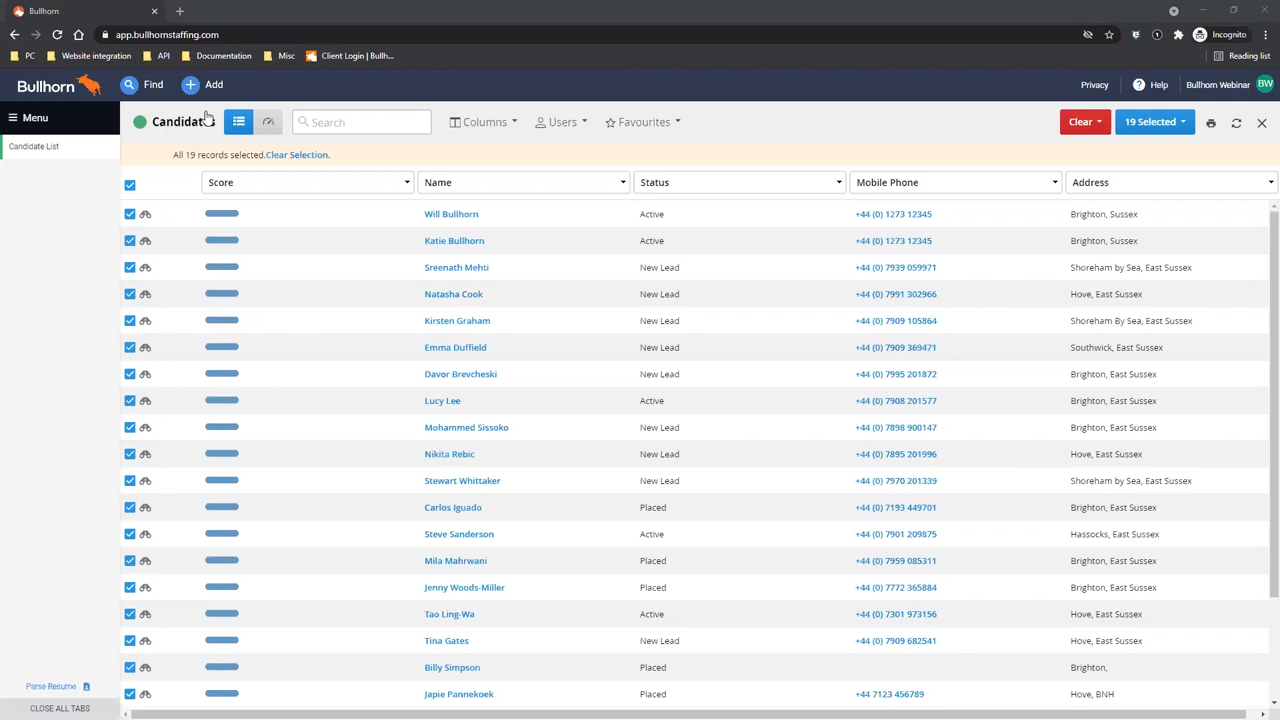 Bullhorn
app.bullhornstaffing.com
Incognito
PC
Website integration
API
Documentation
Misc
Client Login | Bullh...
Reading list
Bullhorn
Find
Add
Privacy
Help
Bullhorn Webinar
BW
Menu
Candidate List
Search
Columns
Users
Favourites
Clear
19 Selected
All 19 records selected.Clear Selection.
Score Name Status Mobile Phone Address
Will Bullhorn Active +44 (0) 1273 12345 Brighton, Sussex
Katie Bullhorn Active +44 (0) 1273 12345 Brighton, Sussex
Sreenath Mehti New Lead +44 (0) 7939 059971 Shoreham by Sea, East Sussex
Natasha Cook New Lead +44 (0) 7991 302966 Hove, East Sussex
Kirsten Graham New Lead +44 (0) 7909 105864 Shoreham By Sea, East Sussex
Emma Duffield New Lead +44 (0) 7909 369471 Southwick, East Sussex
Davor Brevcheski New Lead +44 (0) 7995 201872 Brighton, East Sussex
Lucy Lee Active +44 (0) 7908 201577 Brighton, East Sussex
Mohammed Sissoko New Lead +44 (0) 7898 900147 Brighton, East Sussex
Nikita Rebic New Lead +44 (0) 7895 201996 Hove, East Sussex
Stewart Whittaker New Lead +44 (0) 7970 201339 Shoreham by Sea, East Sussex
Carlos Iguado Placed +44 (0) 7193 449701 Brighton, East Sussex
Steve Sanderson Active +44 (0) 7901 209875 Hassocks, East Sussex
Mila Mahrwani Placed +44 (0) 7959 085311 Brighton, East Sussex
Jenny Woods-Miller Placed +44 (0) 7772 365884 Brighton, East Sussex
Tao Ling-Wa Active +44 (0) 7301 973156 Hove, East Sussex
Tina Gates New Lead +44 (0) 7909 682541 Hove, East Sussex
Billy Simpson Placed Brighton,
Japie Pannekoek Placed +44 7123 456789 Hove, BNH
Parse Resume
CLOSE ALL TABS